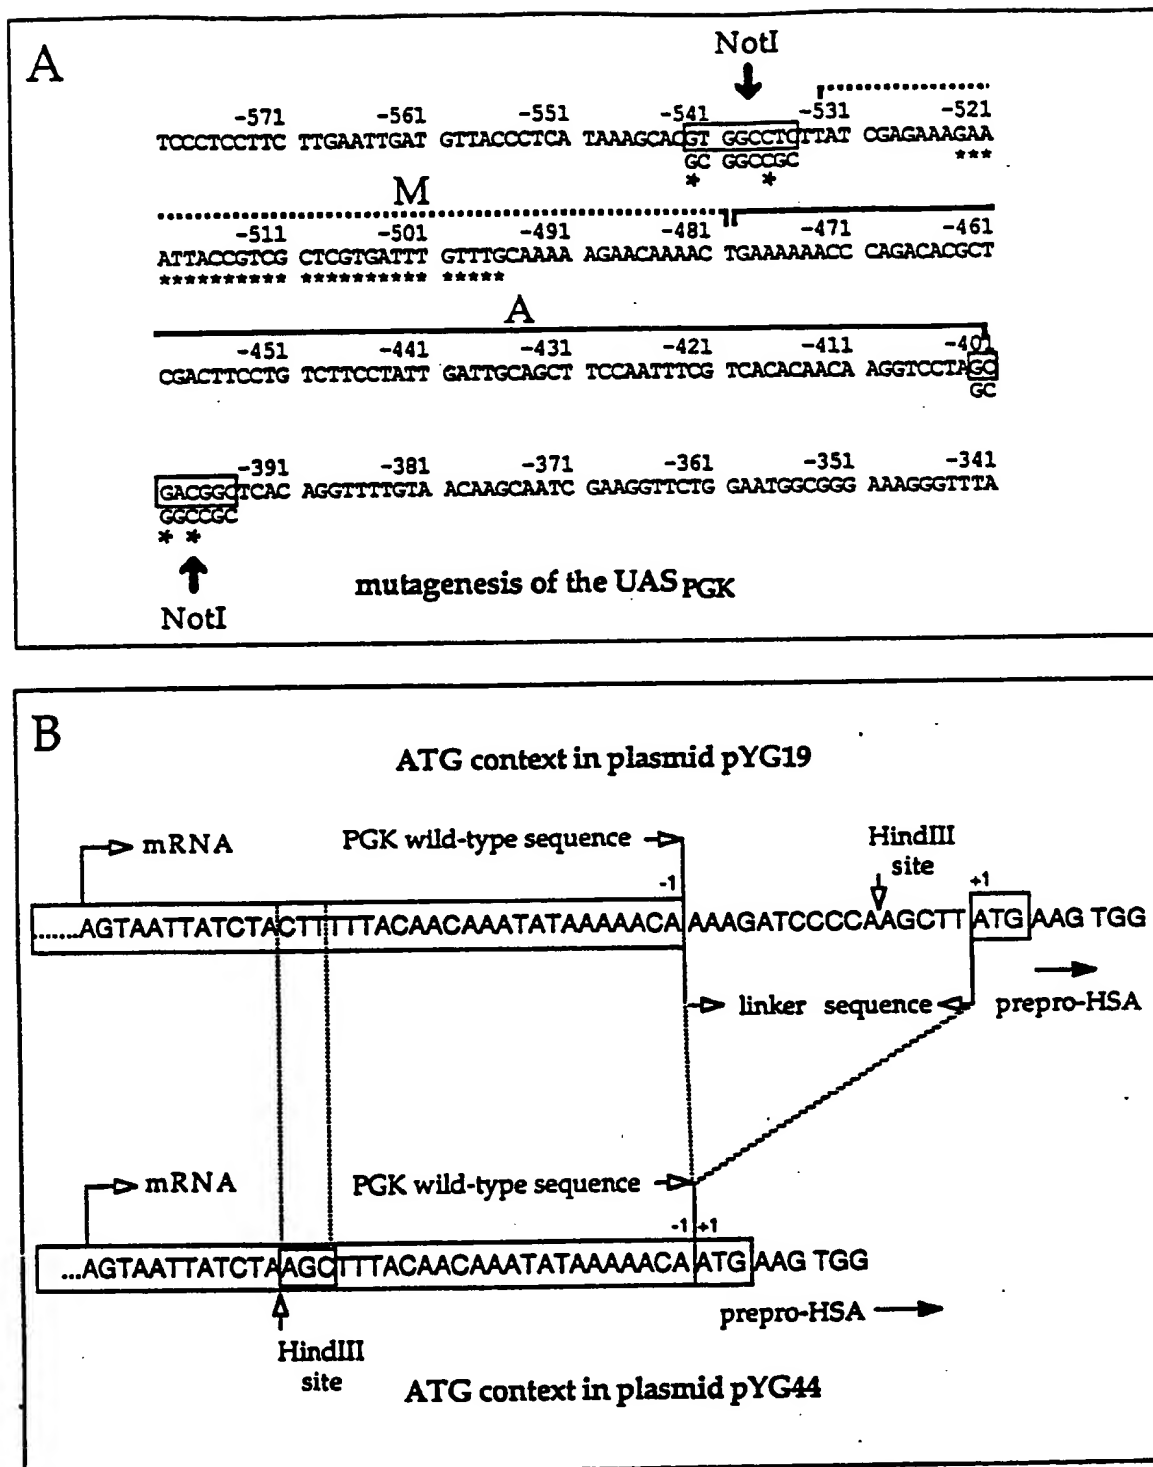 A
NotI
-571 -561 -551 -541 -531 -521
TCCCTCCTTC TTGAATTGAT GTTACCCTCA TAAAGCACGT GGCCTCTTAT CGAGAAAGAA
GC GGCCGC
* * ***
M
-511 -501 -491 -481 -471 -461
ATTACCGTCG CTCGTGATTT GTTTGCAAAA AGAACAAAAC TGAAAAAACC CAGACACGCT
********** ********** *****
A
-451 -441 -431 -421 -411 -401
CGACTTCCTG TCTTCCTATT GATTGCAGCT TCCAATTTCG TCACACAACA AGGTCCTAGC
GC
-391 -381 -371 -361 -351 -341
GACGGCTCAC AGGTTTTGTA ACAAGCAATC GAAGGTTCTG GAATGGCGGG AAAGGGTTTA
GGCCGC
* *
NotI
mutagenesis of the UAS PGK
B
ATG context in plasmid pYG19
mRNA PGK wild-type sequence HindIII site
-1 +1
.......AGTAATTATCTACTTTTTACAACAAATATAAAAACA AAAGATCCCCAAGCTT ATG AAG TGG
linker sequence prepro-HSA
mRNA PGK wild-type sequence
-1 +1
...AGTAATTATCTAAGCTTTACAACAAATATAAAAACA ATG AAG TGG
prepro-HSA
HindIII site
ATG context in plasmid pYG44